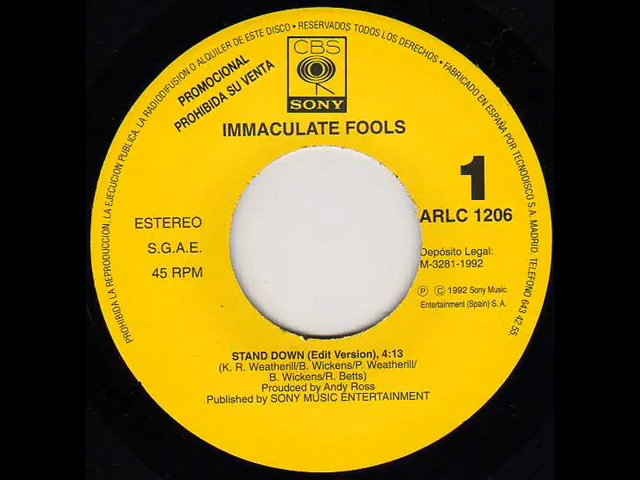 PROHIBIDA LA REPRODUCCION, LA EJECUCION PUBLICA, LA RADIODIFUSION O ALQUILER DE ESTE DISCO • RESERVADOS TODOS LOS DERECHOS • FABRICADO EN ESPAÑA POR TECNODISCO S.A. MADRID. TELEFONO 643 42 55.
CBS
SONY
PROMOCIONAL
PROHIBIDA SU VENTA
IMMACULATE FOOLS
1
ESTEREO
ARLC 1206
S.G.A.E.
Depósito Legal:
M-3281-1992
45 RPM
Ⓟ Ⓒ 1992 Sony Music
Entertainment (Spain) S. A.
STAND DOWN (Edit Version), 4:13
(K. R. Weatherill/B. Wickens/P. Weatherill/
B. Wickens/R. Betts)
Prouduced by Andy Ross
Published by SONY MUSIC ENTERTAINMENT